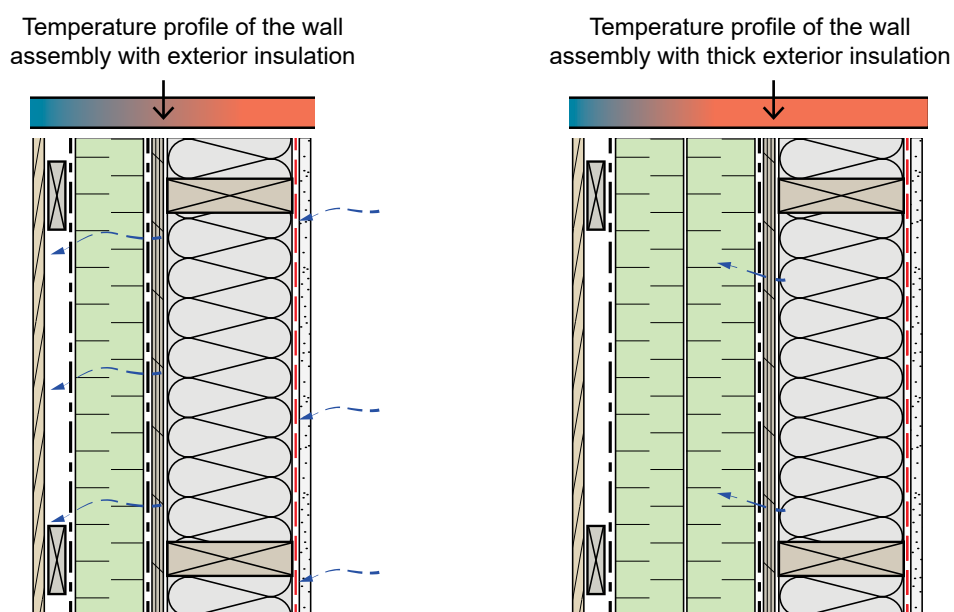 Temperature profile of the wall
assembly with exterior insulation
Temperature profile of the wall
assembly with thick exterior insulation